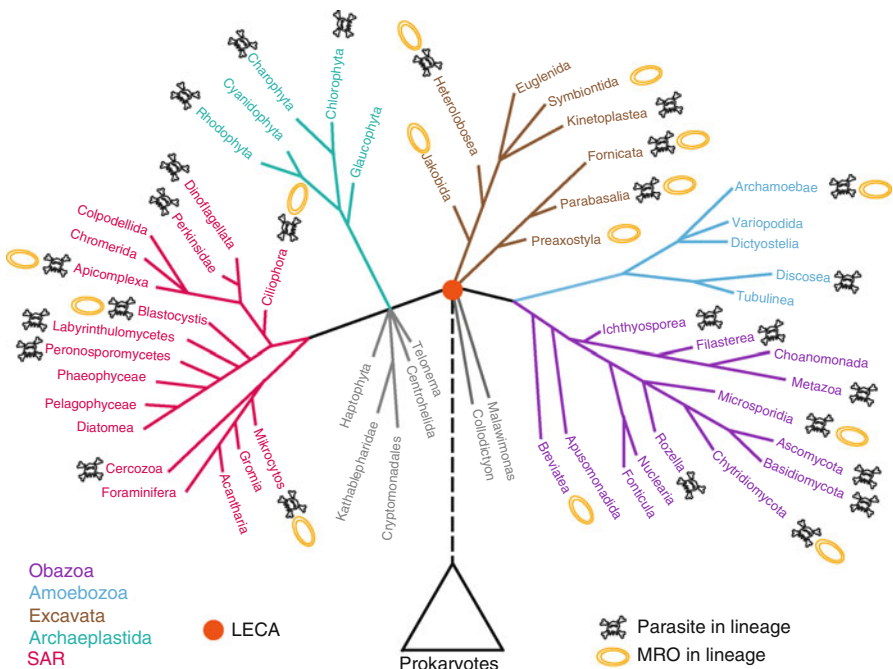 Rhodophyta
Cyanidophyta
Charophyta
Chlorophyta
Glaucophyta
Heterolobosea
Jakobida
Euglenida
Symbiontida
Kinetoplastea
Fornicata
Parabasalia
Preaxostyla
Archamoebae
Variopodida
Dictyostelia
Discosea
Tubulinea
Colpodellida
Chromerida
Apicomplexa
Perkinsidae
Dinoflagellata
Ciliophora
Blastocystis
Labyrinthulomycetes
Peronosporomycetes
Phaeophyceae
Pelagophyceae
Diatomea
Cercozoa
Foraminifera
Acantharia
Gromia
Mikrocytos
Haptophyta
Kathablepharidae
Cryptomonadales
Centrohelida
Telonema
Collodictyon
Malawimonas
Breviatea
Apusomonadida
Fonticula
Nuclearia
Rozella
Ichthyosporea
Filasterea
Choanomonada
Metazoa
Microsporidia
Ascomycota
Basidiomycota
Chytridiomycota
Obazoa
Amoebozoa
Excavata
Archaeplastida
SAR
LECA
Prokaryotes
Parasite in lineage
MRO in lineage